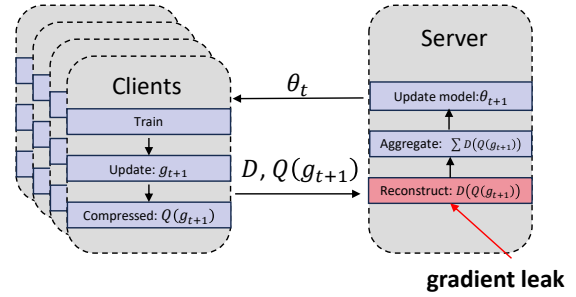 Clients
Train
Update: g_{t+1}
Compressed: Q(g_{t+1})
θ_t
D, Q(g_{t+1})
Server
Update model:θ_{t+1}
Aggregate: ∑ D(Q(g_{t+1}))
Reconstruct: D(Q(g_{t+1}))
gradient leak